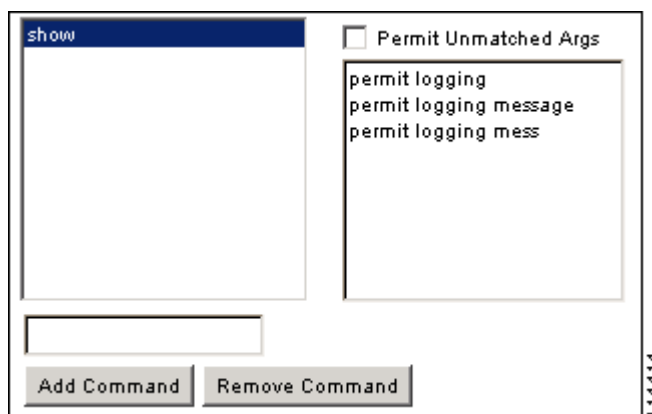 show
Permit Unmatched Args
permit logging
permit logging message
permit logging mess
Add Command
Remove Command